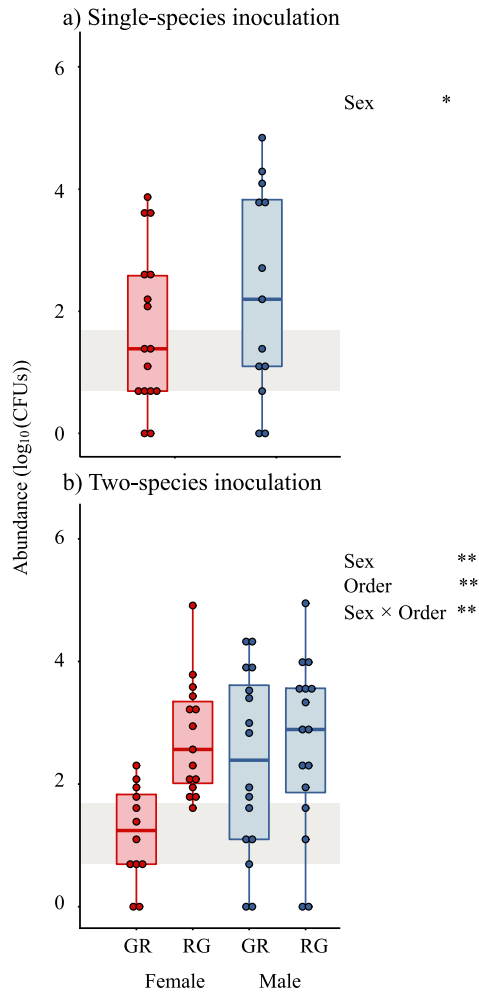 a) Single-species inoculation
6
4
2
0
Sex *
Abundance (log₁₀(CFUs))
b) Two-species inoculation
6
4
2
0
Sex **
Order **
Sex × Order **
GR RG GR RG
Female Male